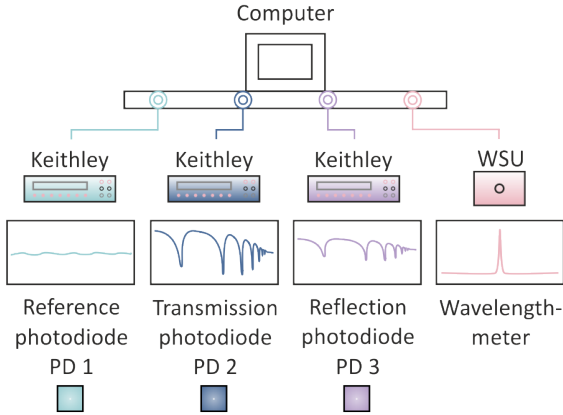 Computer
Keithley
Keithley
Keithley
WSU
Reference
photodiode
PD 1
Transmission
photodiode
PD 2
Reflection
photodiode
PD 3
Wavelength-
meter